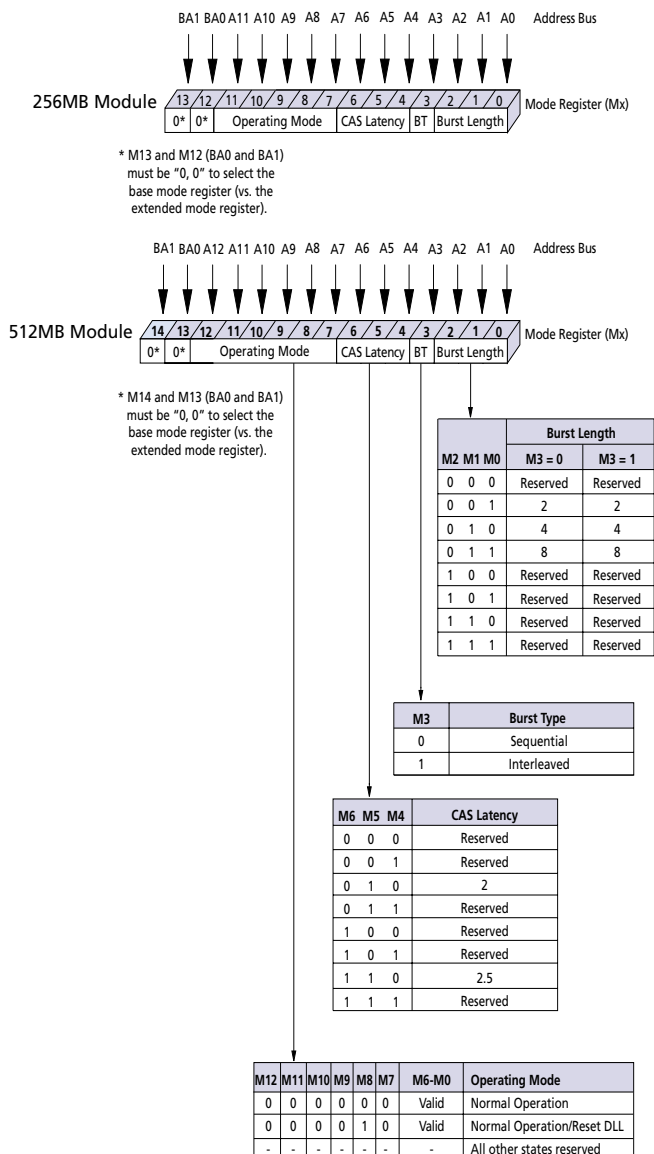 BA1 BA0 A11 A10 A9 A8 A7 A6 A5 A4 A3 A2 A1 A0 Address Bus
256MB Module 13 12 11 10 9 8 7 6 5 4 3 2 1 0 Mode Register (Mx)
0* 0* Operating Mode CAS Latency BT Burst Length
* M13 and M12 (BA0 and BA1)
must be “0, 0” to select the
base mode register (vs. the
extended mode register).
BA1 BA0 A12 A11 A10 A9 A8 A7 A6 A5 A4 A3 A2 A1 A0 Address Bus
512MB Module 14 13 12 11 10 9 8 7 6 5 4 3 2 1 0 Mode Register (Mx)
0* 0* Operating Mode CAS Latency BT Burst Length
* M14 and M13 (BA0 and BA1)
must be “0, 0” to select the
base mode register (vs. the
extended mode register).
Burst Length
M2 M1 M0 M3 = 0 M3 = 1
0 0 0 Reserved Reserved
0 0 1 2 2
0 1 0 4 4
0 1 1 8 8
1 0 0 Reserved Reserved
1 0 1 Reserved Reserved
1 1 0 Reserved Reserved
1 1 1 Reserved Reserved
M3 Burst Type
0 Sequential
1 Interleaved
M6 M5 M4 CAS Latency
0 0 0 Reserved
0 0 1 Reserved
0 1 0 2
0 1 1 Reserved
1 0 0 Reserved
1 0 1 Reserved
1 1 0 2.5
1 1 1 Reserved
M12 M11 M10 M9 M8 M7 M6-M0 Operating Mode
0 0 0 0 0 0 Valid Normal Operation
0 0 0 0 1 0 Valid Normal Operation/Reset DLL
- - - - - - - All other states reserved